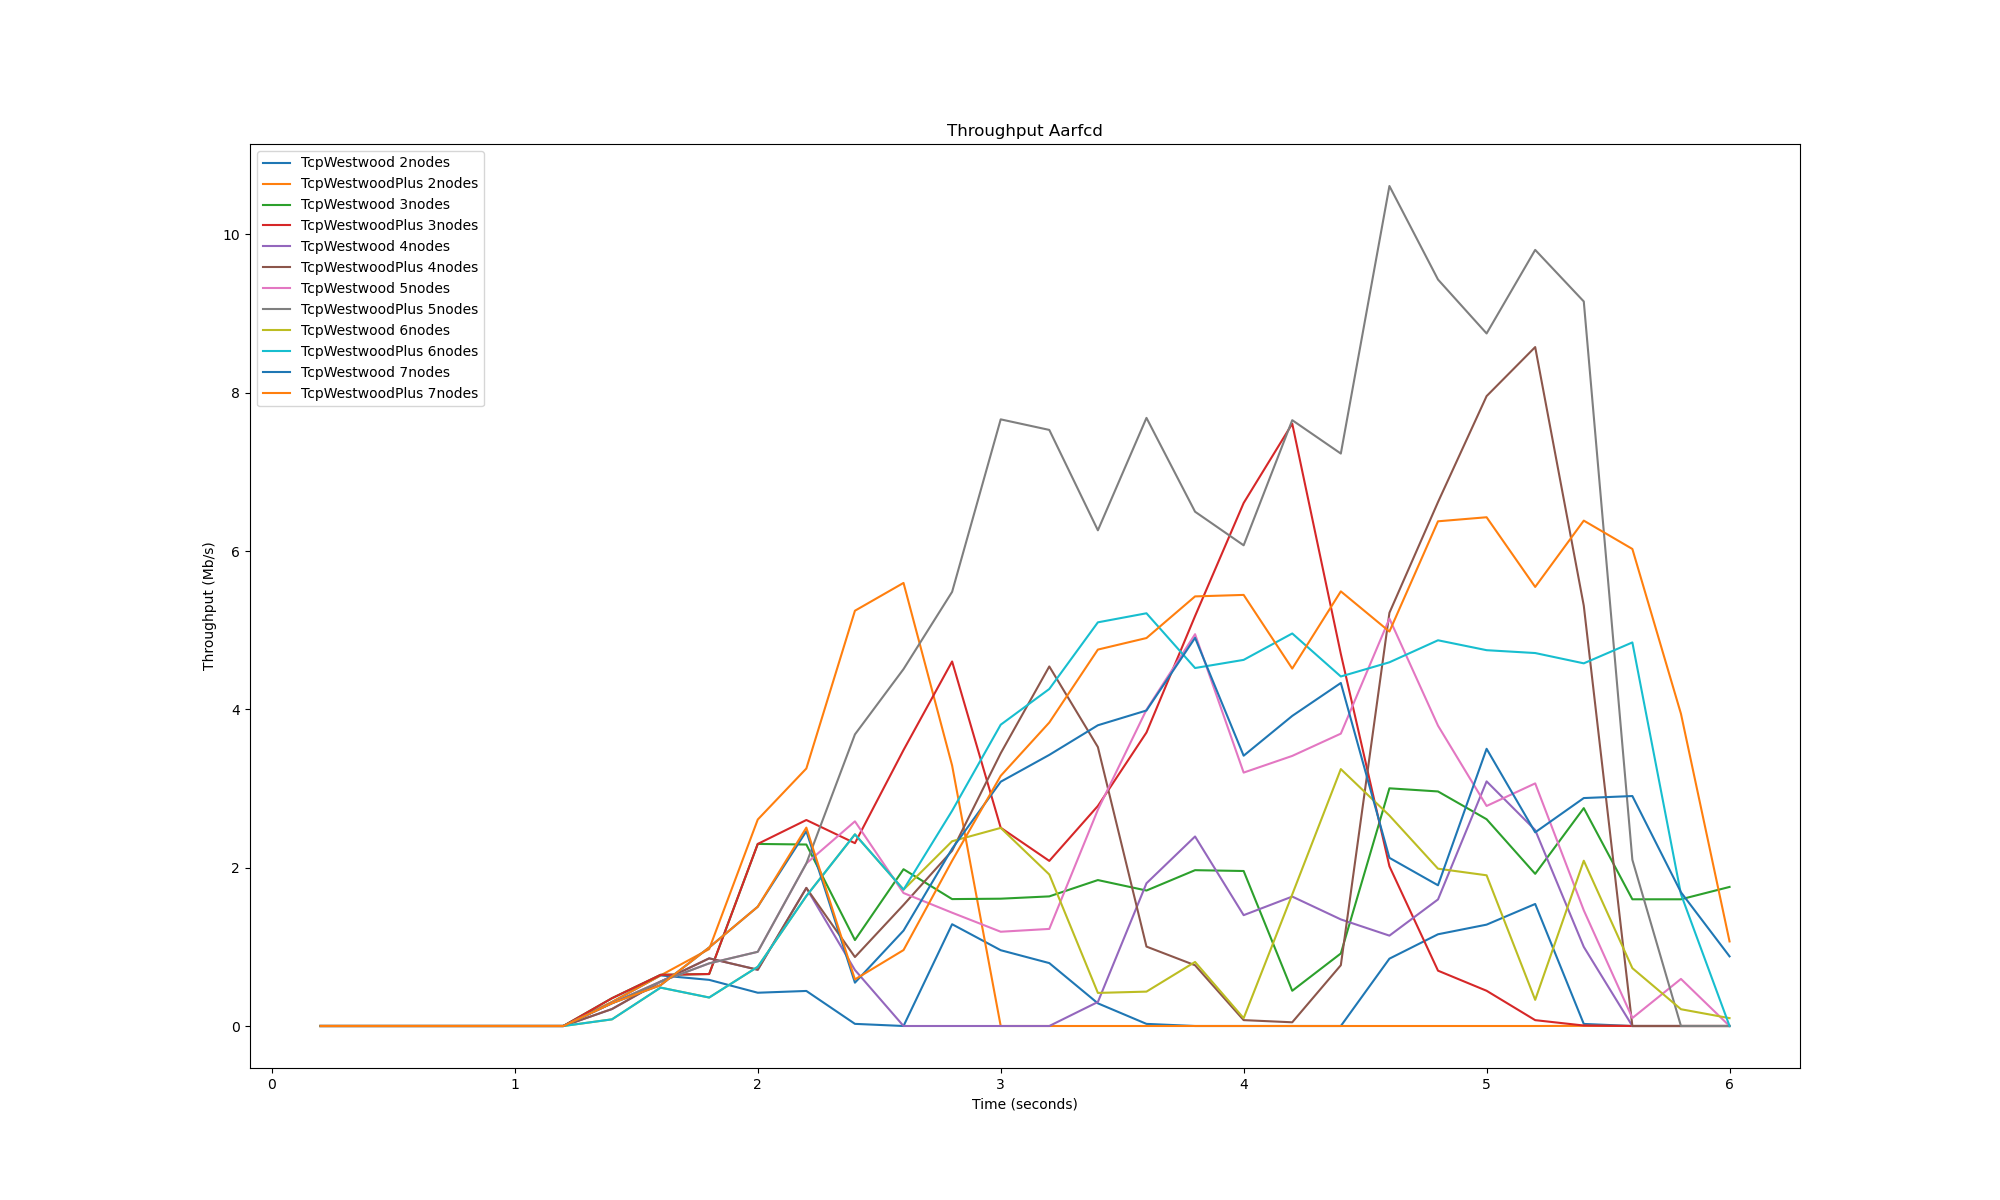 Throughput Aarfcd
TcpWestwood 2nodes
TcpWestwoodPlus 2nodes
TcpWestwood 3nodes
TcpWestwoodPlus 3nodes
TcpWestwood 4nodes
TcpWestwoodPlus 4nodes
TcpWestwood 5nodes
TcpWestwoodPlus 5nodes
TcpWestwood 6nodes
TcpWestwoodPlus 6nodes
TcpWestwood 7nodes
TcpWestwoodPlus 7nodes
Throughput (Mb/s)
10
8
6
4
2
0
0 1 2 3 4 5 6
Time (seconds)